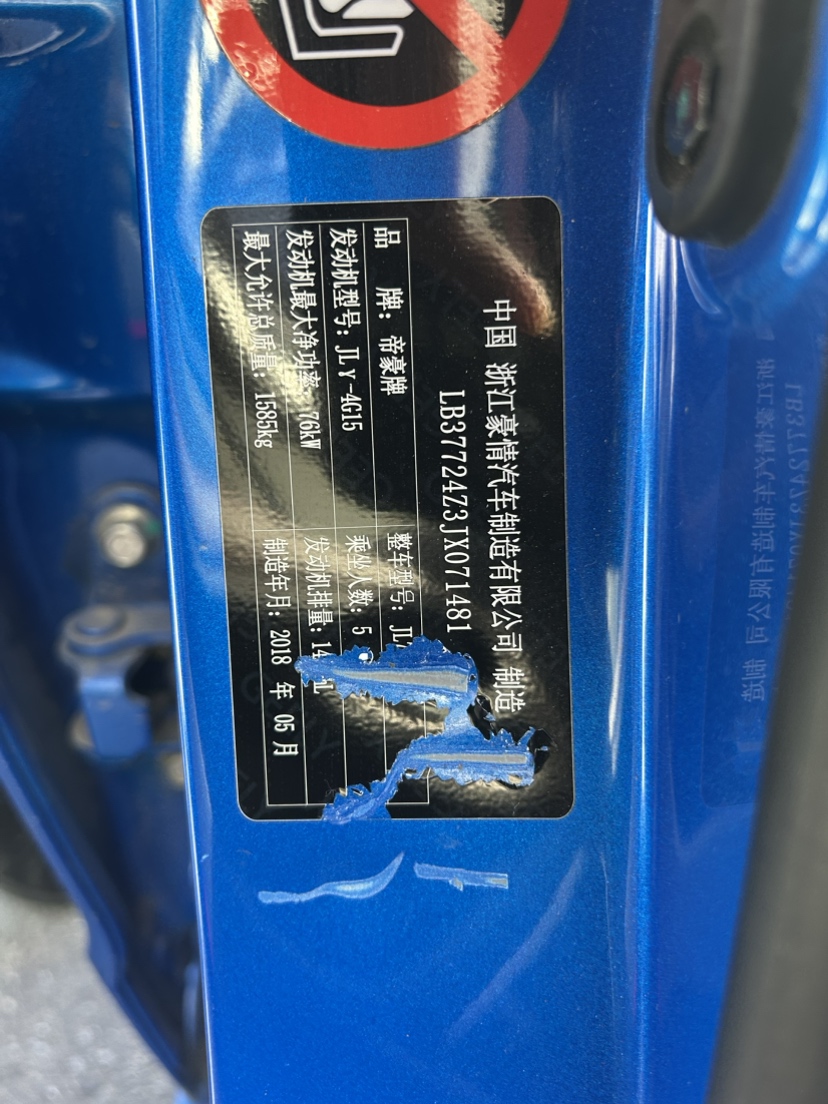 中国 浙江豪情汽车制造有限公司 制造
LB37724Z3JX071481
品 牌: 帝豪牌 整车型号: JL
发动机型号: JLγ-4G15 乘坐人数: 5
发动机最大净功率: 76kW 发动机排量:
最大允许总质量: 1585kg 制造年月: 2018 年 05 月